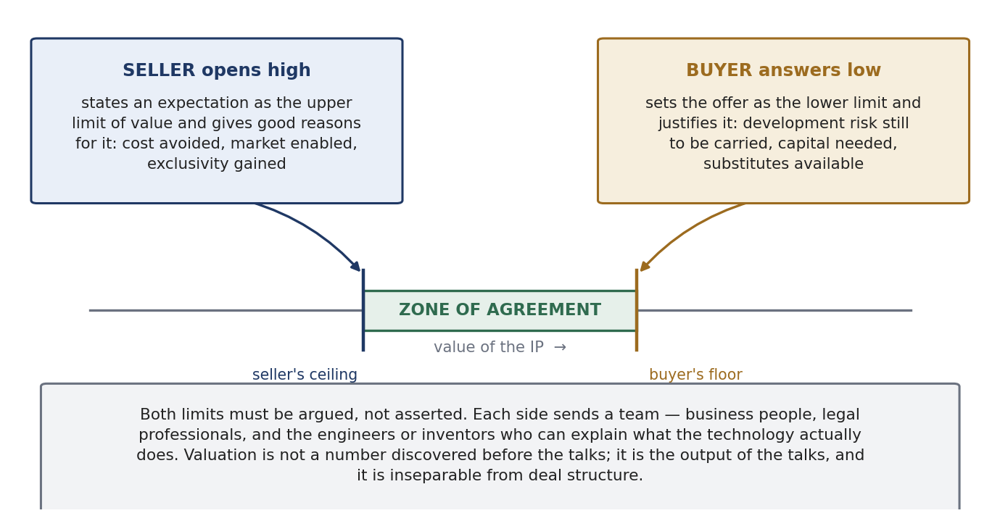 SELLER opens high
states an expectation as the upper
limit of value and gives good reasons
for it: cost avoided, market enabled,
exclusivity gained
BUYER answers low
sets the offer as the lower limit and
justifies it: development risk still
to be carried, capital needed,
substitutes available
ZONE OF AGREEMENT
value of the IP →
seller's ceiling
buyer's floor
Both limits must be argued, not asserted. Each side sends a team — business people, legal
professionals, and the engineers or inventors who can explain what the technology actually
does. Valuation is not a number discovered before the talks; it is the output of the talks, and
it is inseparable from deal structure.